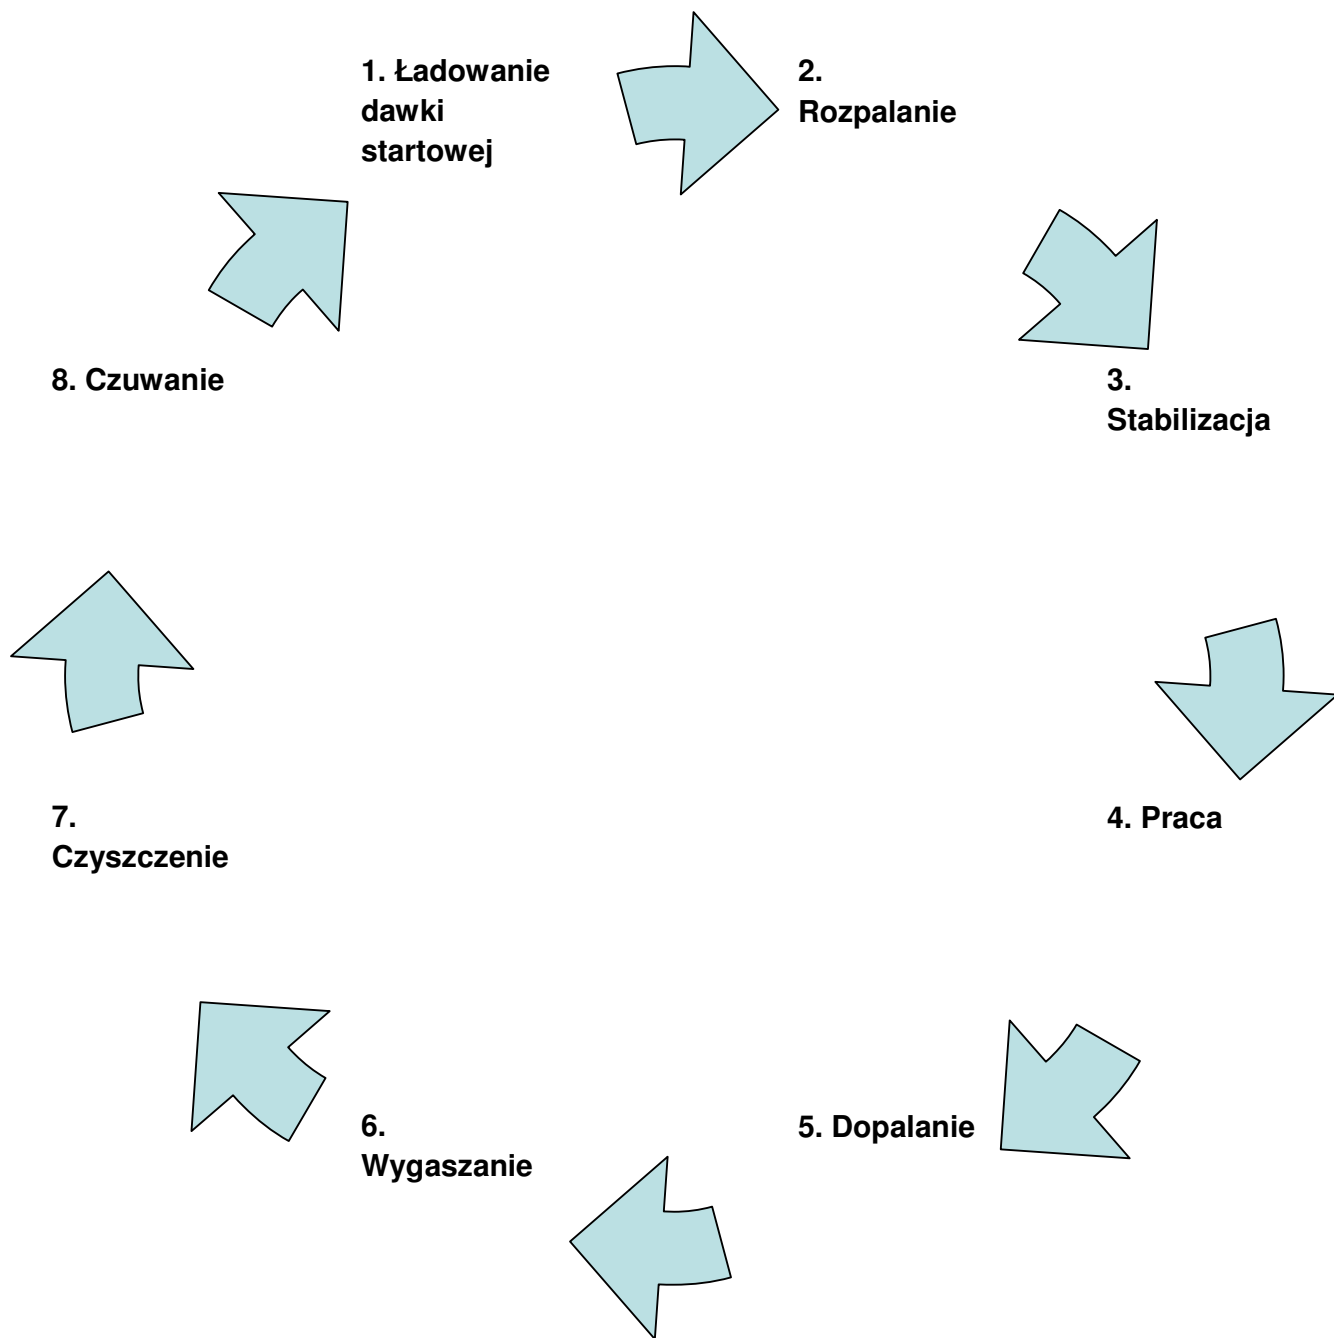 1. Ładowanie
dawki
startowej
2.
Rozpalanie
3.
Stabilizacja
4. Praca
5. Dopalanie
6.
Wygaszanie
7.
Czyszczenie
8. Czuwanie